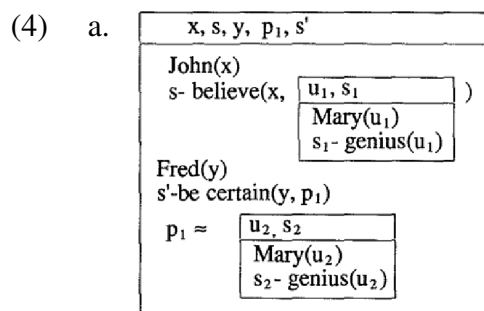 (4) a. x, s, y, p₁, s'
John(x)
s- believe(x, u₁, s₁ )
Mary(u₁)
s₁- genius(u₁)
Fred(y)
s'-be certain(y, p₁)
p₁ ≈ u₂, s₂
Mary(u₂)
s₂- genius(u₂)